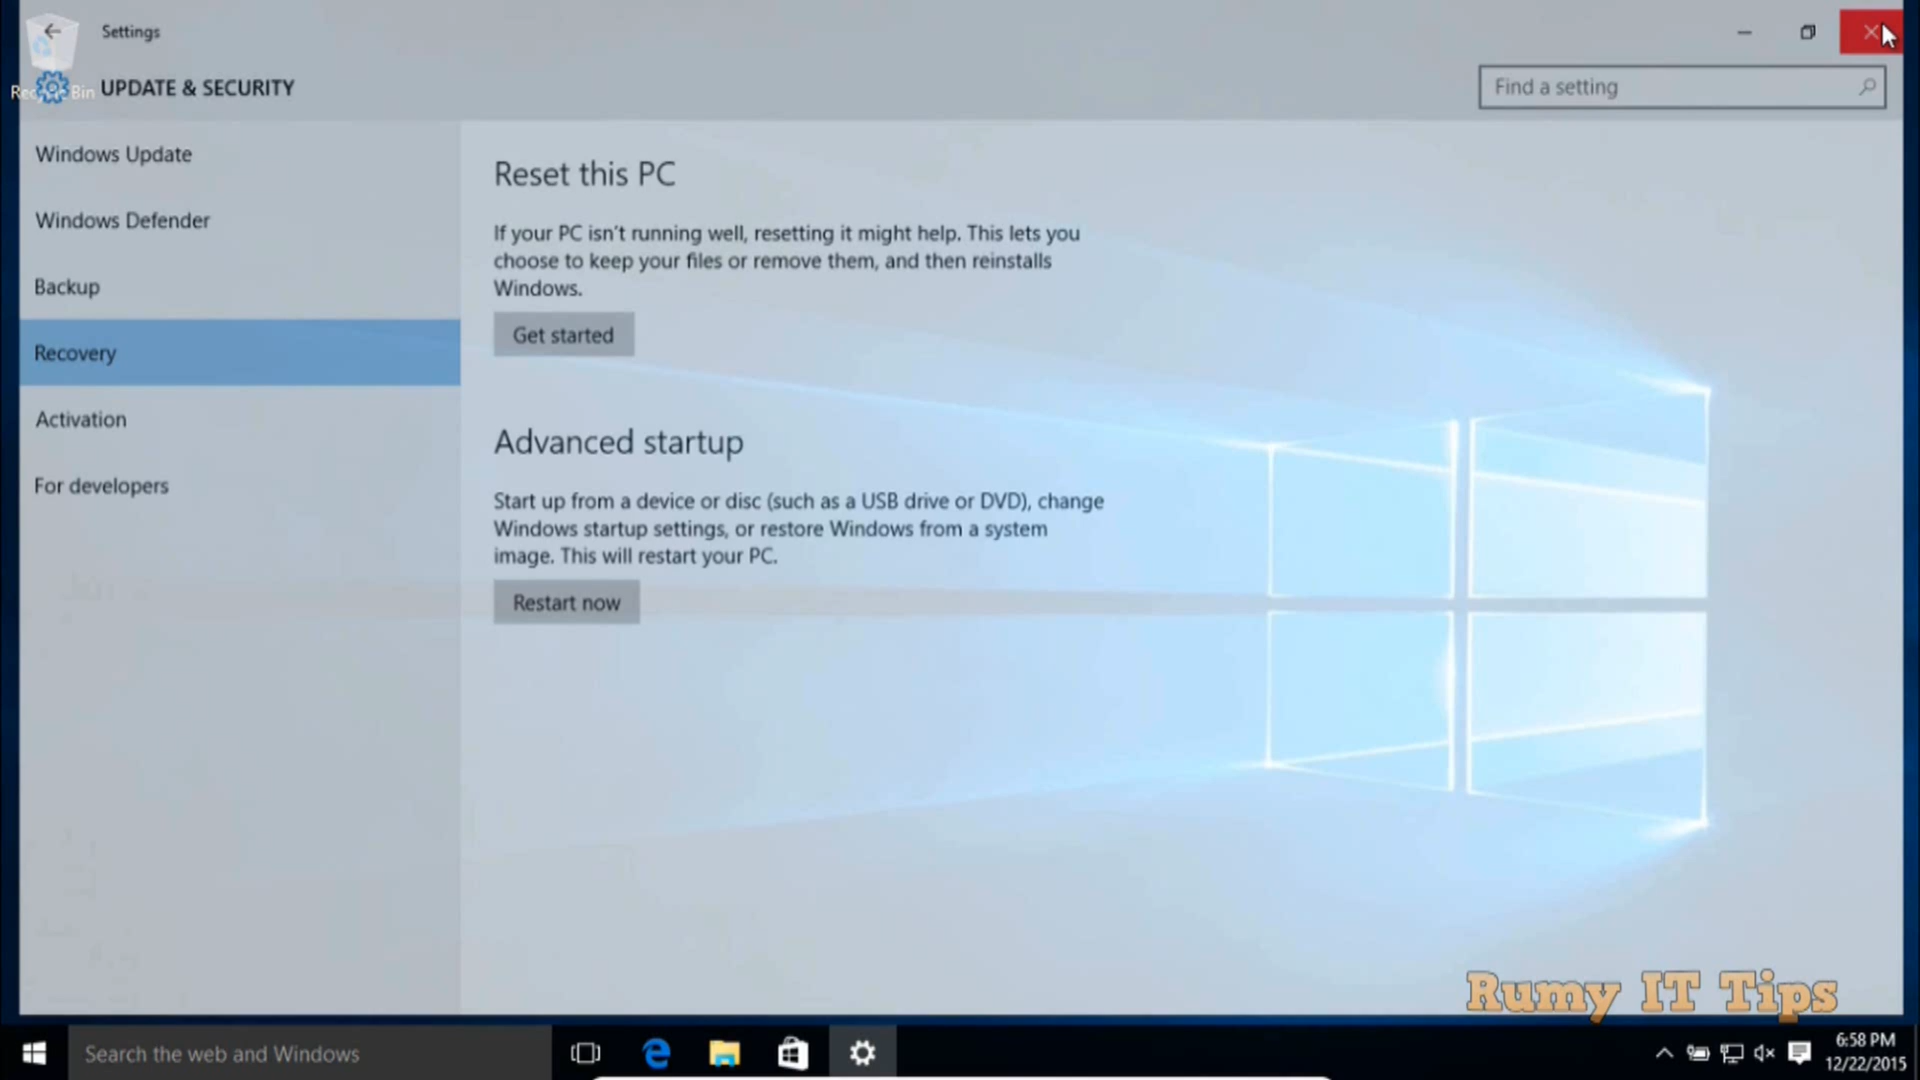 Settings
Recycle Bin
UPDATE & SECURITY
Find a setting
Windows Update
Windows Defender
Backup
Recovery
Activation
For developers
Reset this PC
If your PC isn't running well, resetting it might help. This lets you
choose to keep your files or remove them, and then reinstalls
Windows.
Get started
Advanced startup
Start up from a device or disc (such as a USB drive or DVD), change
Windows startup settings, or restore Windows from a system
image. This will restart your PC.
Restart now
Rumy IT Tips
Search the web and Windows
6:58 PM
12/22/2015